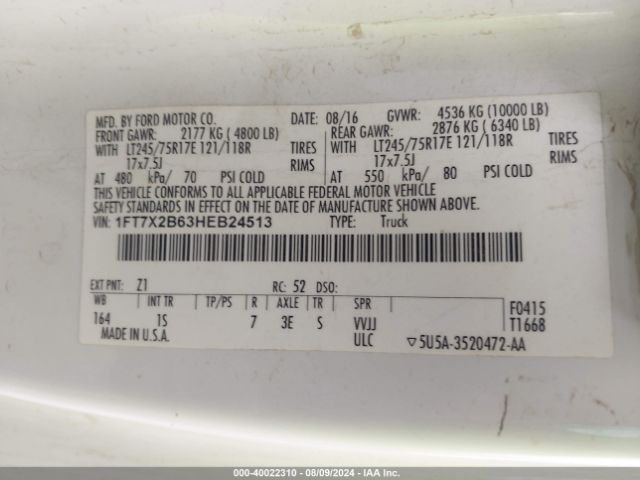 MFD. BY FORD MOTOR CO. DATE: 08/16 GVWR: 4536 KG (10000 LB)
FRONT GAWR: 2177 KG ( 4800 LB) REAR GAWR: 2876 KG ( 6340 LB)
WITH LT245/75R17E 121/118R TIRES WITH LT245/75R17E 121/118R TIRES
17x7.5J RIMS 17x7.5J RIMS
AT 480 kPa/ 70 PSI COLD AT 550 kPa/ 80 PSI COLD
THIS VEHICLE CONFORMS TO ALL APPLICABLE FEDERAL MOTOR VEHICLE
SAFETY STANDARDS IN EFFECT ON THE DATE OF MANUFACTURE SHOWN ABOVE.
VIN: 1FT7X2B63HEB24513 TYPE: Truck
EXT PNT: Z1 RC: 52 DSO:
WB INT TR TP/PS R AXLE TR SPR F0415
164 1S 7 3E S VVJJ T1668
MADE IN U.S.A. ULC ▽5U5A-3520472-AA
000-40022310 - 08/09/2024 - IAA Inc. Copyright